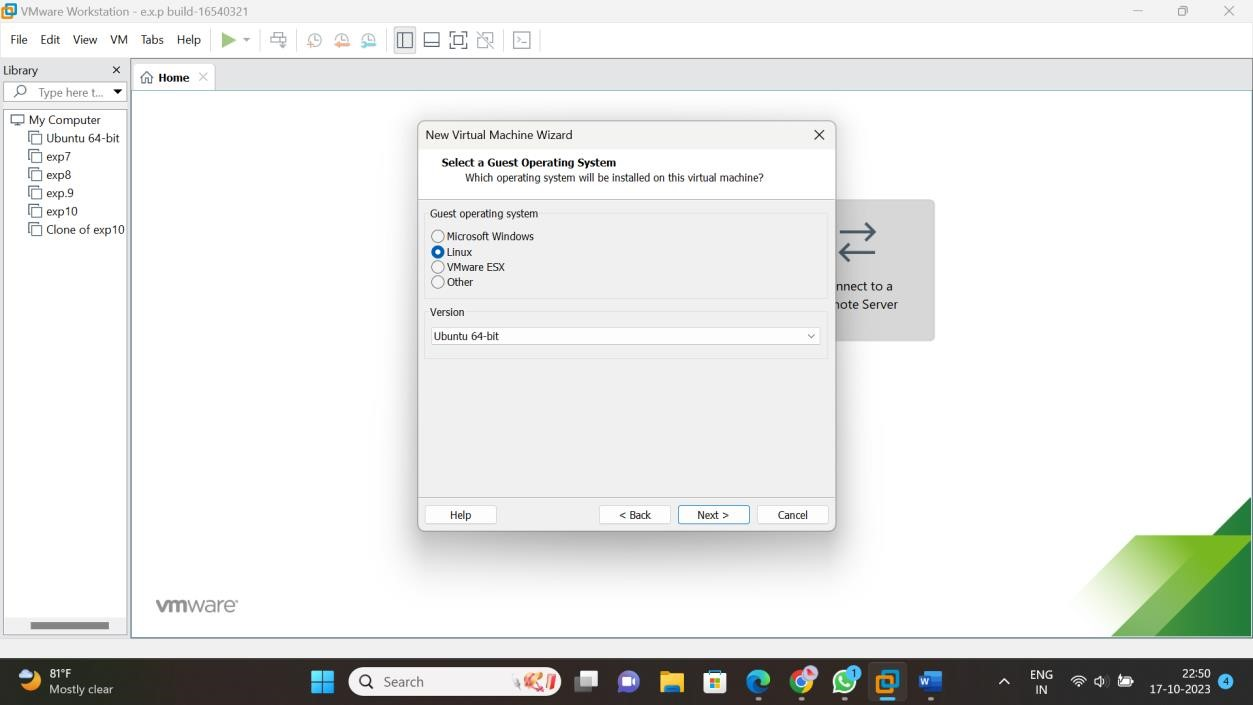 VMware Workstation - e.x.p build-16540321
File Edit View VM Tabs Help
Library
Type here t...
Home
My Computer
Ubuntu 64-bit
exp7
exp8
exp.9
exp10
Clone of exp10
New Virtual Machine Wizard
Select a Guest Operating System
Which operating system will be installed on this virtual machine?
Guest operating system
Microsoft Windows
Linux
VMware ESX
Other
Version
Ubuntu 64-bit
Help < Back Next > Cancel
nnect to a
note Server
vmware
81°F
Mostly clear
Search
1
W
ENG
IN
22:50
17-10-2023
4